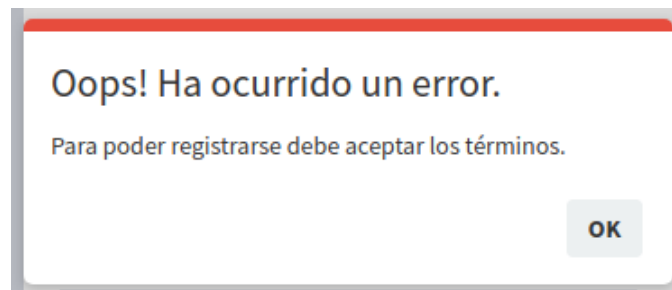 Oops! Ha ocurrido un error.
Para poder registrarse debe aceptar los términos.
OK